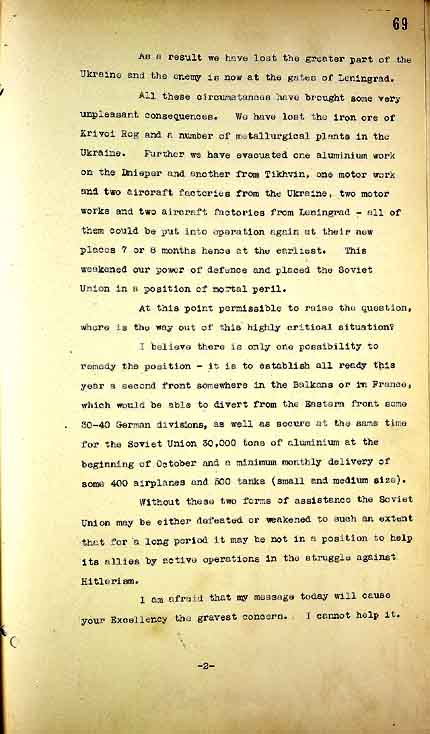 69
As a result we have lost the greater part of the
Ukraine and the enemy is now at the gates of Leningrad.
All these circumstances have brought some very
unpleasant consequences. We have lost the iron ore of
Krivoi Rog and a number of metallurgical plants in the
Ukraine. Further we have evacuated one aluminium work
on the Dnieper and another from Tikhvin, one motor work
and two aircraft factories from the Ukraine, two motor
works and two aircraft factories from Leningrad - all of
them could be put into operation again at their new
places 7 or 8 months hence at the earliest. This
weakened our power of defence and placed the Soviet
Union in a position of mortal peril.
At this point permissible to raise the question,
where is the way out of this highly critical situation?
I believe there is only one possibility to
remedy the position - it is to establish all ready this
year a second front somewhere in the Balkans or in France,
which would be able to divert from the Eastern front some
30-40 German divisions, as well as secure at the same time
for the Soviet Union 30,000 tons of aluminium at the
beginning of October and a minimum monthly delivery of
some 400 airplanes and 500 tanks (small and medium size).
Without these two forms of assistance the Soviet
Union may be either defeated or weakened to such an extent
that for a long period it may be not in a position to help
its allies by active operations in the struggle against
Hitlerism.
I am afraid that my message today will cause
your Excellency the gravest concern. I cannot help it.
-2-